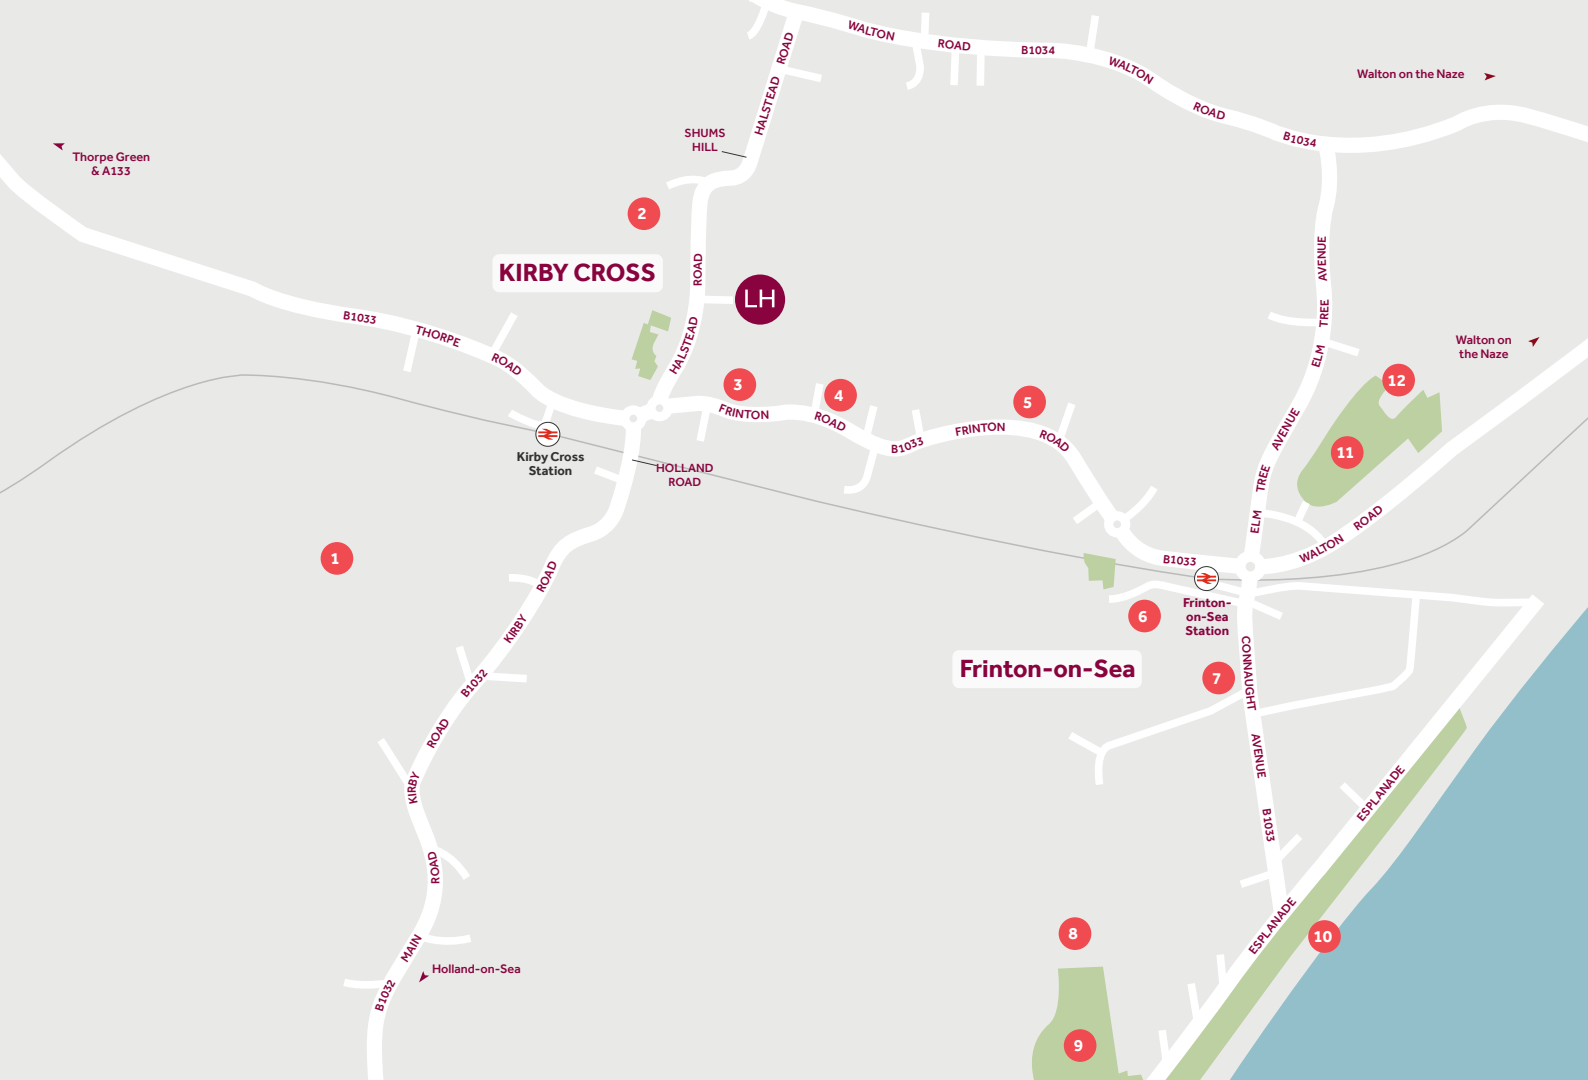 WALTON
ROAD
B1034
WALTON
ROAD
B1034
Walton on the Naze
HALSTEAD
ROAD
SHUMS
HILL
Thorpe Green
& A133
2
KIRBY CROSS
LH
ROAD
HALSTEAD
AVENUE
TREE
ELM
B1033
THORPE
ROAD
Walton on
the Naze
12
3
4
5
FRINTON
ROAD
B1033
FRINTON
ROAD
AVENUE
TREE
ELM
11
Kirby Cross
Station
HOLLAND
ROAD
WALTON
ROAD
1
B1033
Frinton-
on-Sea
Station
6
ROAD
KIRBY
B1032
ROAD
KIRBY
Frinton-on-Sea
7
CONNAUGHT
AVENUE
B1033
ESPLANADE
ROAD
MAIN
B1032
Holland-on-Sea
8
ESPLANADE
10
9